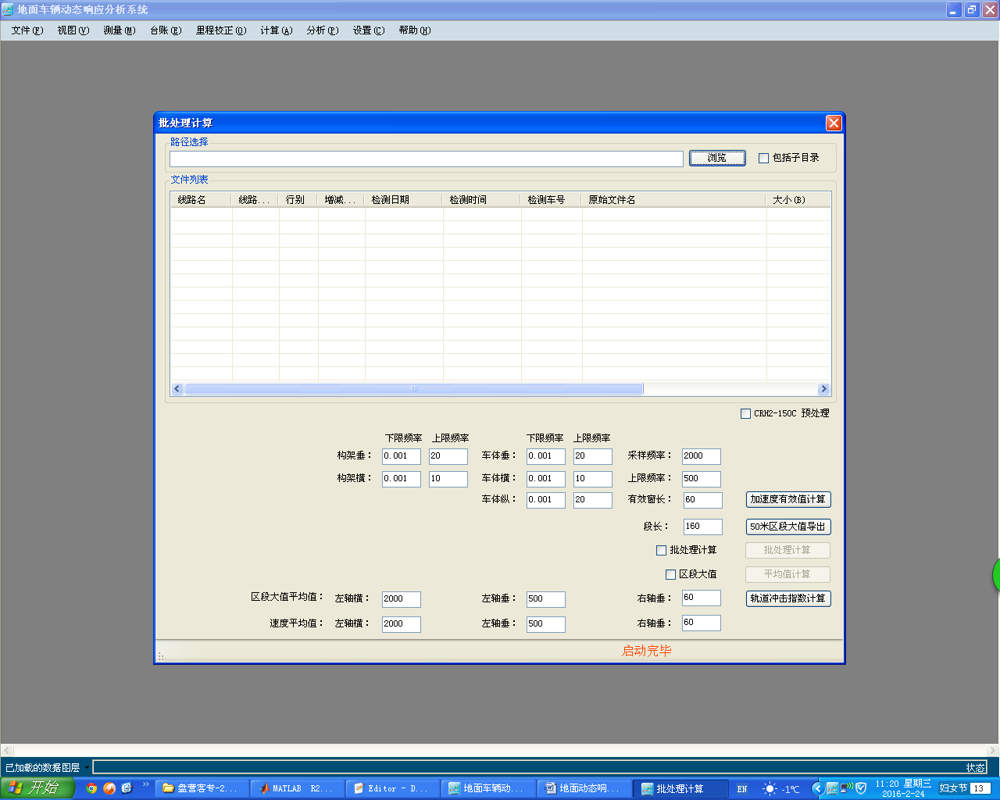 地面车辆动态响应分析系统
文件(F) 视图(V) 测量(M) 台账(E) 里程校正(O) 计算(A) 分析(P) 设置(C) 帮助(H)
批处理计算
路径选择
浏览 包括子目录
文件列表
线路名 线路... 行别 增减... 检测日期 检测时间 检测车号 原始文件名 大小(B)
CRH2-150C 预处理
下限频率 上限频率 下限频率 上限频率
构架垂： 0.001 20 车体垂： 0.001 20 采样频率： 2000
构架横： 0.001 10 车体横： 0.001 10 上限频率： 500
车体纵： 0.001 20 有效窗长： 60 加速度有效值计算
段长： 160 50米区段大值导出
批处理计算 批处理计算
区段大值 平均值计算
区段大值平均值： 左轴横： 2000 左轴垂： 500 右轴垂： 60 轨道冲击指数计算
速度平均值： 左轴横： 2000 左轴垂： 500 右轴垂： 60
启动完毕
已加载的数据图层 状态
开始 盘营客专-2... MATLAB R2... Editor - D... 地面车辆动... 地面动态响... 批处理计算 EN -1℃ 11:20 星期三 妇女节 13
2016-2-24